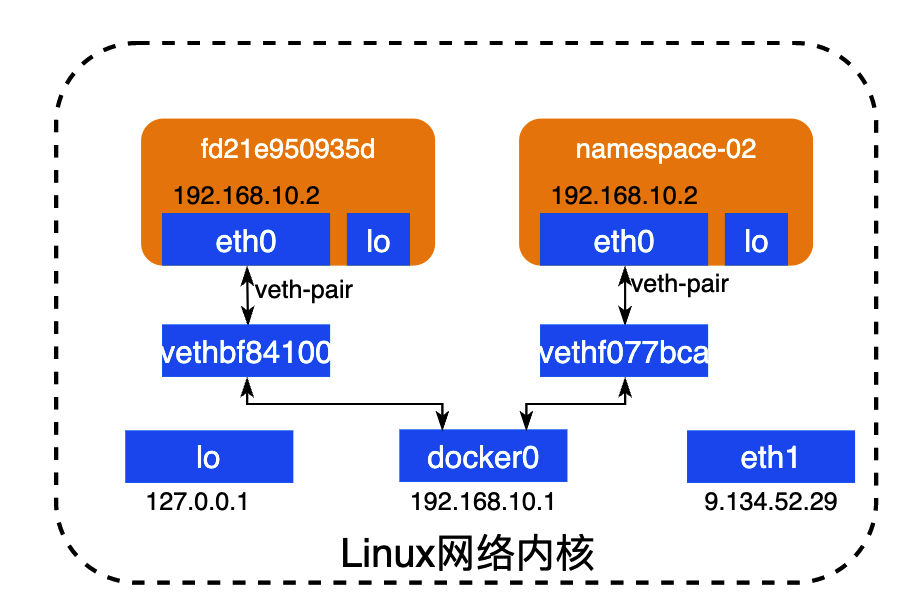 fd21e950935d
192.168.10.2
eth0
lo
veth-pair
vethbf84100
namespace-02
192.168.10.2
eth0
lo
veth-pair
vethf077bca
lo
127.0.0.1
docker0
192.168.10.1
eth1
9.134.52.29
Linux网络内核